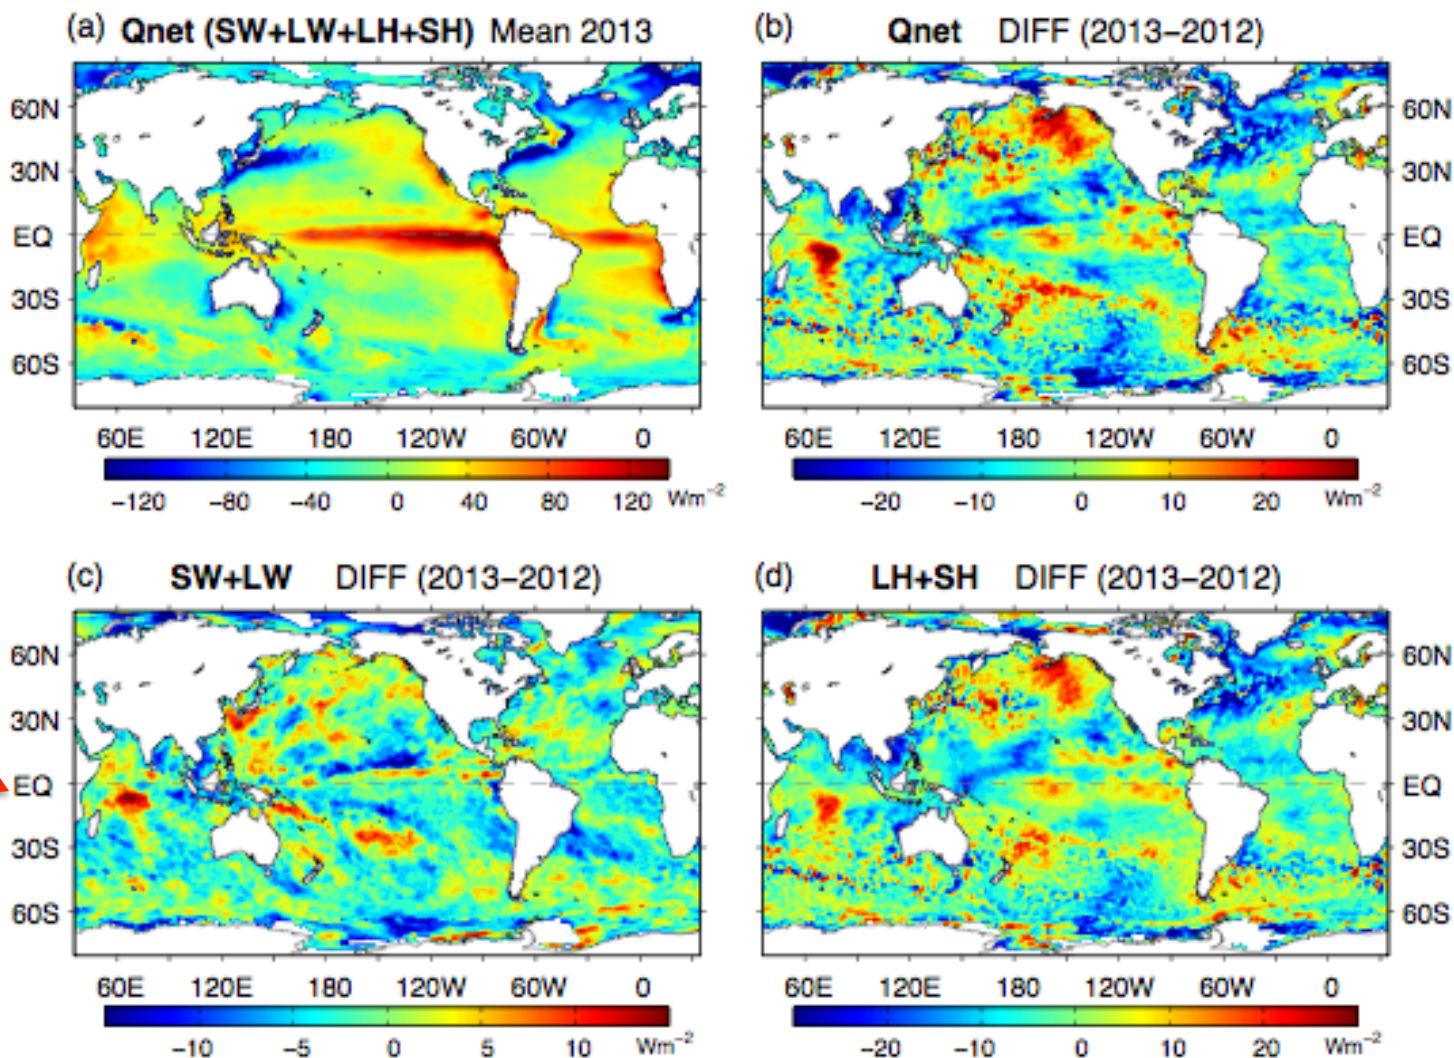 (a) Qnet (SW+LW+LH+SH) Mean 2013
(b) Qnet DIFF (2013−2012)
60N
30N
EQ
30S
60S
60N
30N
EQ
30S
60S
60E 120E 180 120W 60W 0
60E 120E 180 120W 60W 0
−120 −80 −40 0 40 80 120 Wm−2
−20 −10 0 10 20 Wm−2
(c) SW+LW DIFF (2013−2012)
(d) LH+SH DIFF (2013−2012)
60N
30N
EQ
30S
60S
60N
30N
EQ
30S
60S
60E 120E 180 120W 60W 0
60E 120E 180 120W 60W 0
−10 −5 0 5 10 Wm−2
−20 −10 0 10 20 Wm−2